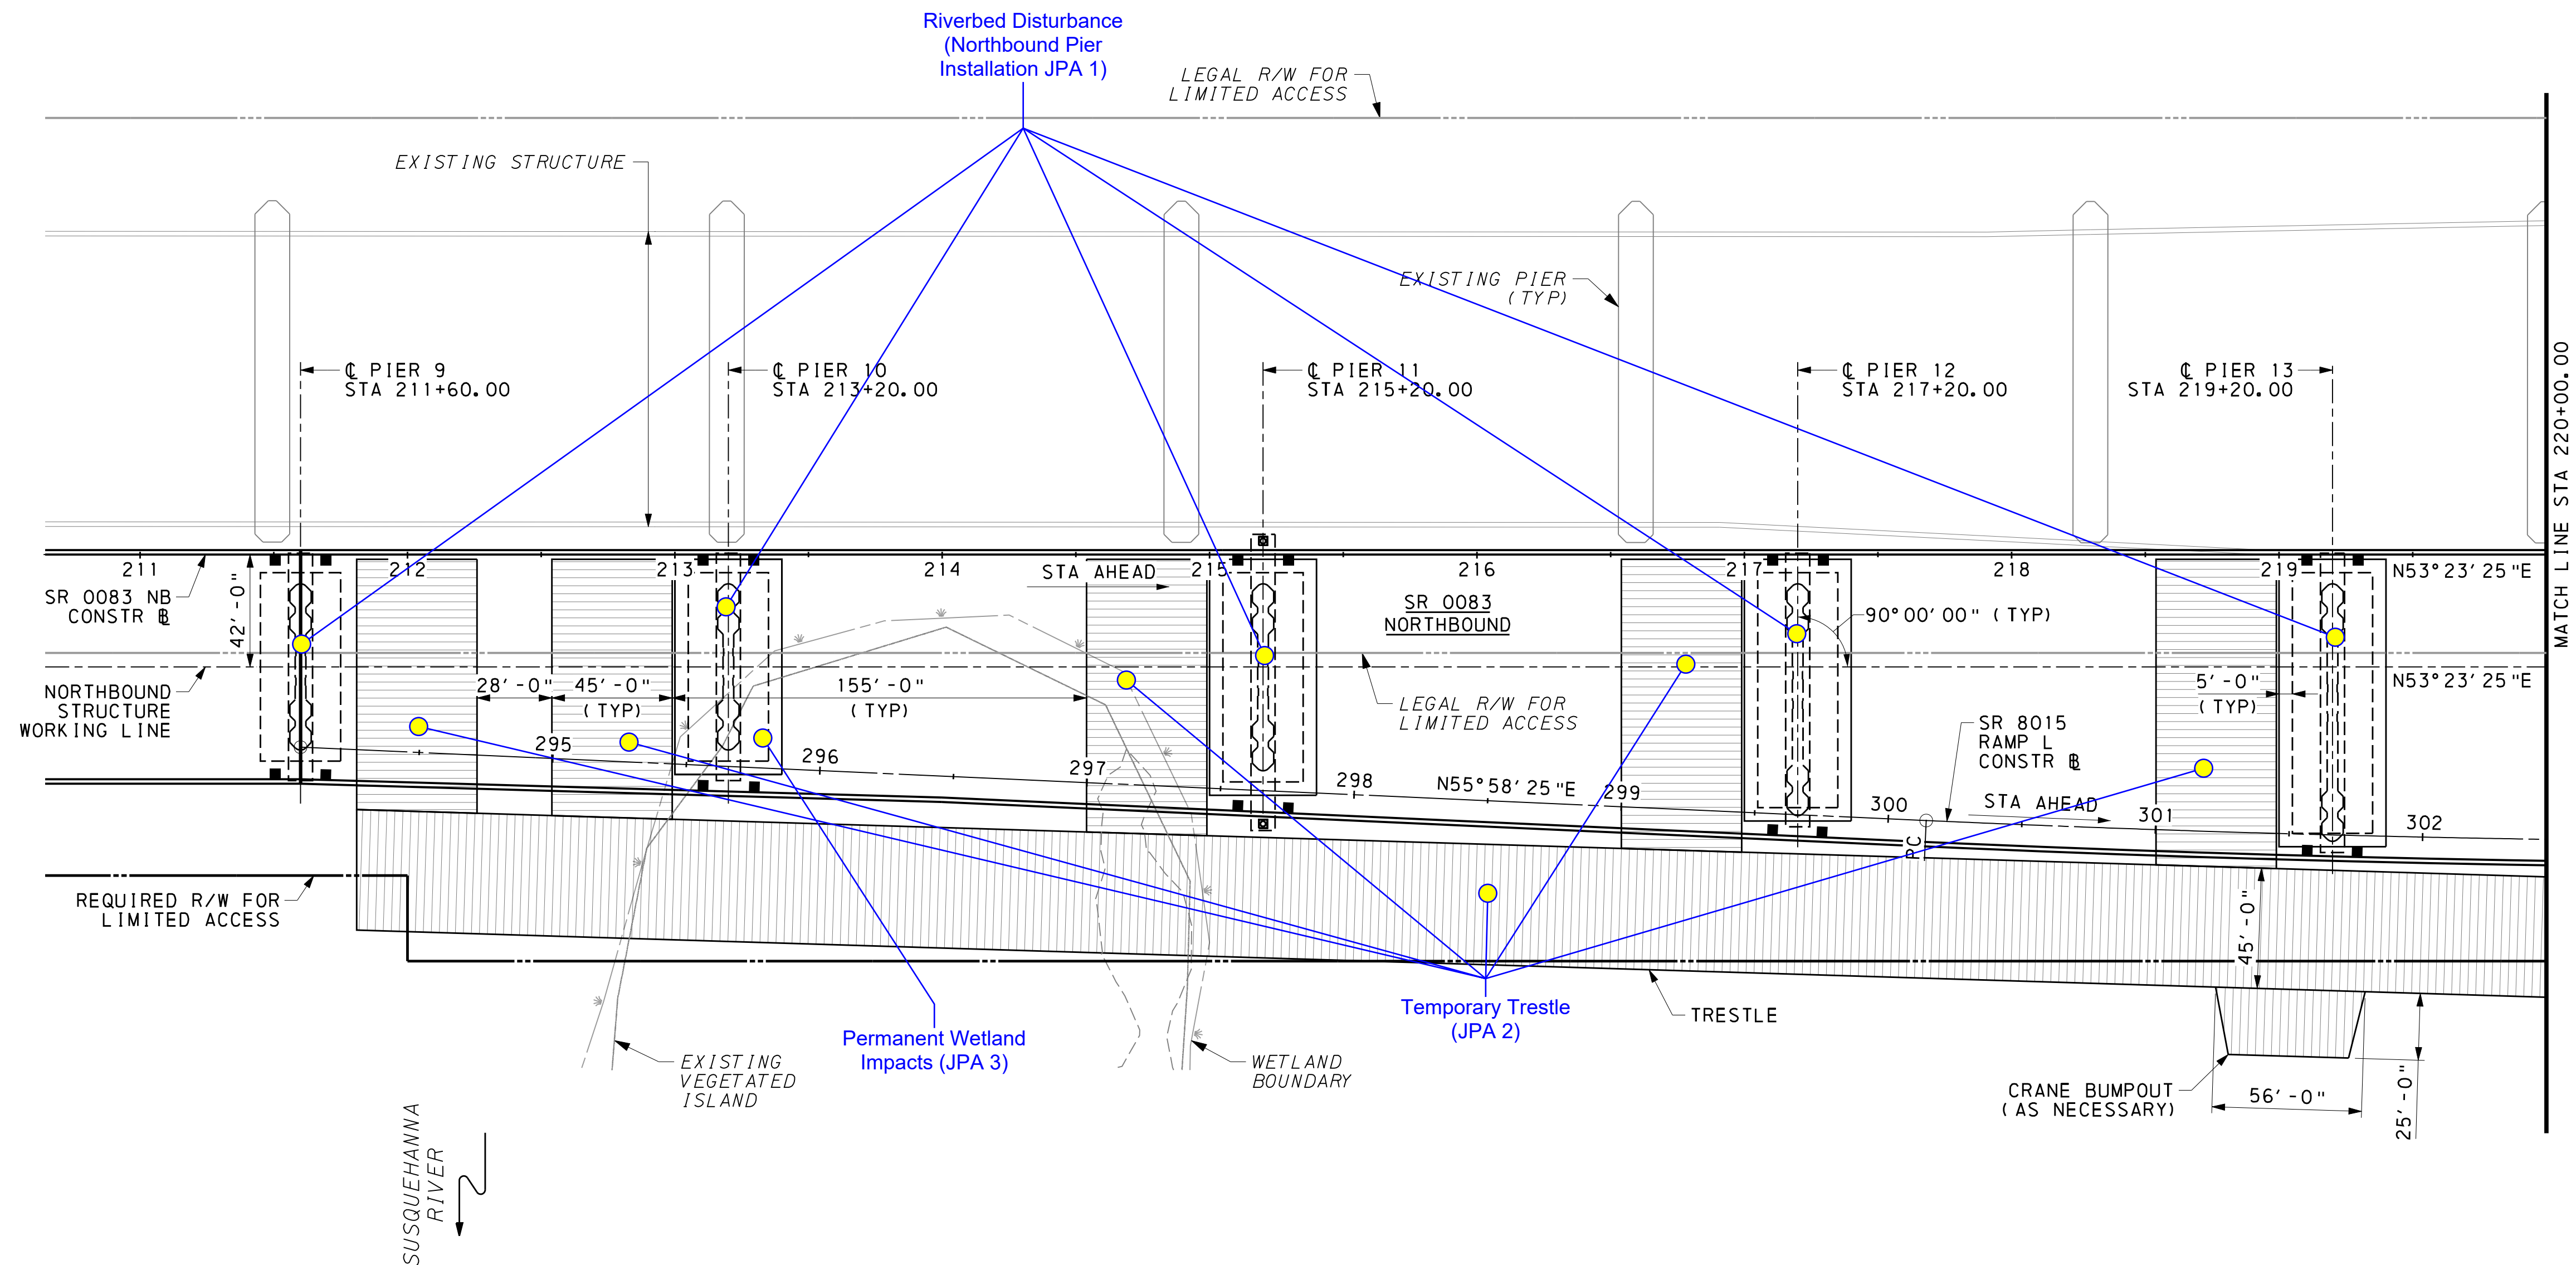 Riverbed Disturbance
(Northbound Pier
Installation JPA 1)
LEGAL R/W FOR
LIMITED ACCESS
EXISTING STRUCTURE
EXISTING PIER
(TYP)
℄ PIER 9
STA 211+60.00
℄ PIER 10
STA 213+20.00
℄ PIER 11
STA 215+20.00
℄ PIER 12
STA 217+20.00
℄ PIER 13
STA 219+20.00
MATCH LINE STA 220+00.00
211
212
213
214
215
216
217
218
219
STA AHEAD
N53°23'25"E
SR 0083 NB
CONSTR BL
42'-0"
SR 0083
NORTHBOUND
90°00'00" (TYP)
NORTHBOUND
STRUCTURE
WORKING LINE
28'-0"
45'-0"
(TYP)
155'-0"
(TYP)
LEGAL R/W FOR
LIMITED ACCESS
5'-0"
(TYP)
N53°23'25"E
SR 8015
RAMP L
CONSTR BL
295
296
297
298
N55°58'25"E
299
300
STA AHEAD
301
302
PC
REQUIRED R/W FOR
LIMITED ACCESS
45'-0"
Permanent Wetland
Impacts (JPA 3)
Temporary Trestle
(JPA 2)
TRESTLE
EXISTING
VEGETATED
ISLAND
WETLAND
BOUNDARY
CRANE BUMPOUT
(AS NECESSARY)
56'-0"
25'-0"
SUSQUEHANNA
RIVER